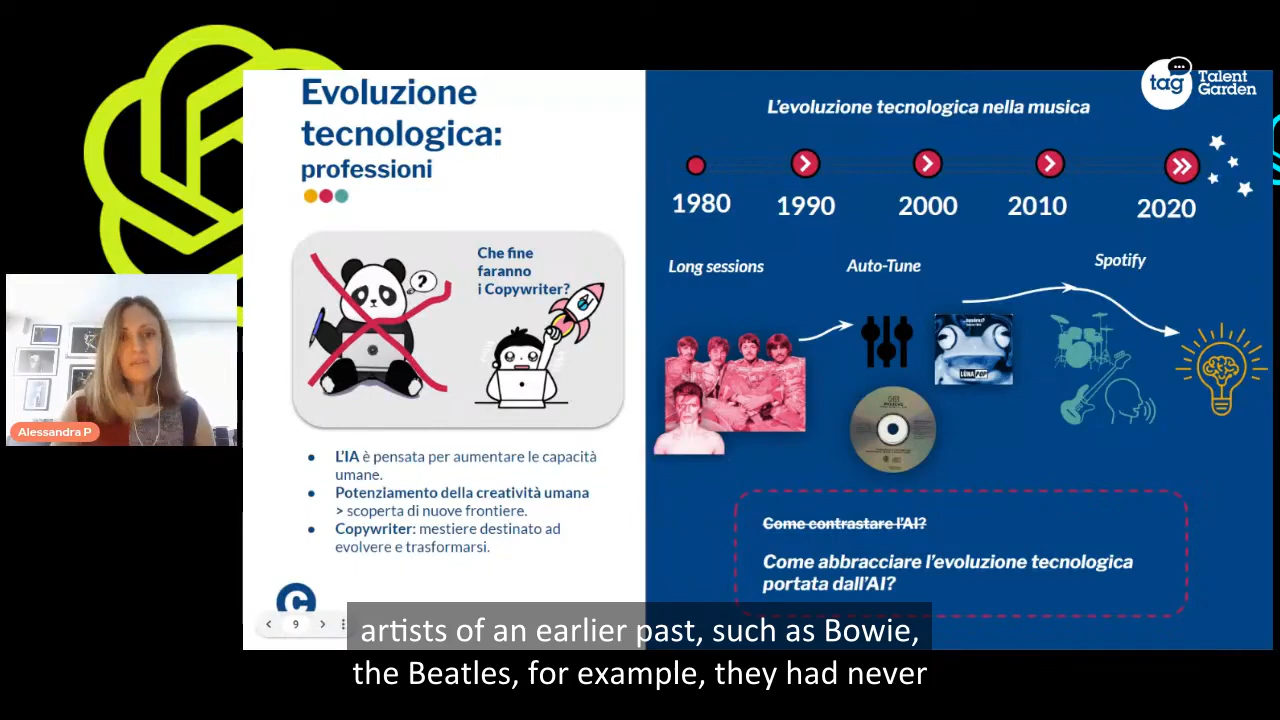 Evoluzione
tecnologica:
professioni
Che fine
faranno
i Copywriter?
?
L'IA è pensata per aumentare le capacità
umane.
Potenziamento della creatività umana
> scoperta di nuove frontiere.
Copywriter: mestiere destinato ad
evolvere e trasformarsi.
C
9
L'evoluzione tecnologica nella musica
tag
Talent
Garden
1980
1990
2000
2010
2020
Long sessions
Auto-Tune
Spotify
LÙNAPOP
Come contrastare l'AI?
Come abbracciare l'evoluzione tecnologica
portata dall'AI?
Alessandra P
artists of an earlier past, such as Bowie,
the Beatles, for example, they had never